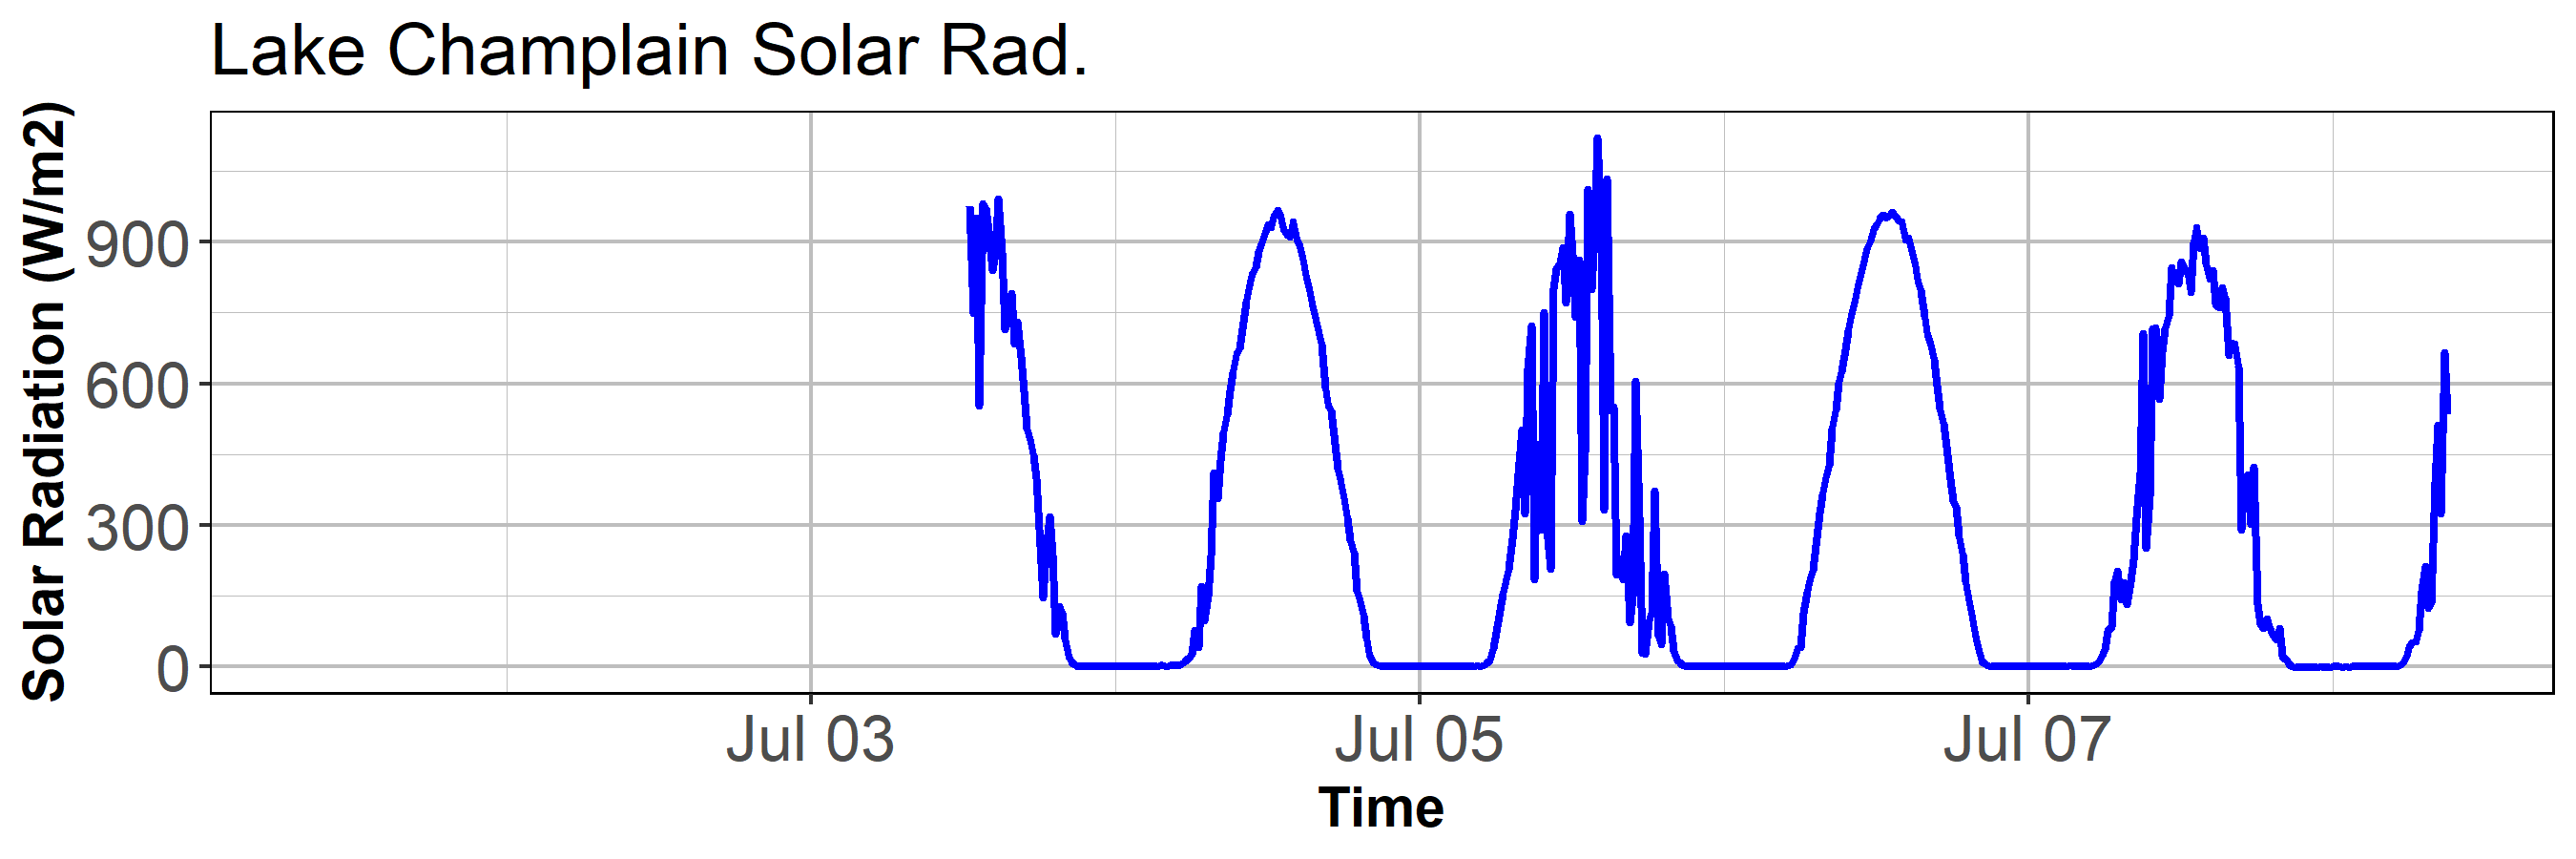 Lake Champlain Solar Rad.
Solar Radiation (W/m2)
900
600
300
0
Jul 03
Jul 05
Jul 07
Time